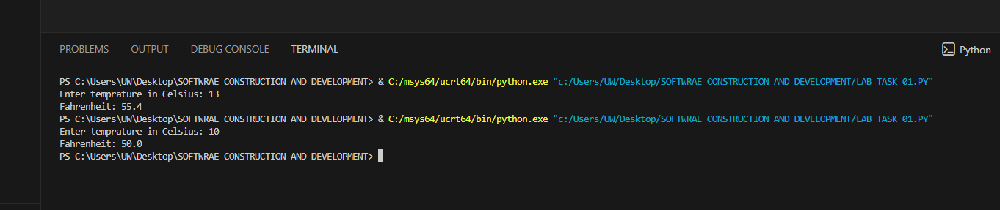 PROBLEMS OUTPUT DEBUG CONSOLE TERMINAL Python
PS C:\Users\UW\Desktop\SOFTWRAE CONSTRUCTION AND DEVELOPMENT> & C:/msys64/ucrt64/bin/python.exe "c:/Users/UW/Desktop/SOFTWRAE CONSTRUCTION AND DEVELOPMENT/LAB TASK 01.PY"
Enter temprature in Celsius: 13
Fahrenheit: 55.4
PS C:\Users\UW\Desktop\SOFTWRAE CONSTRUCTION AND DEVELOPMENT> & C:/msys64/ucrt64/bin/python.exe "c:/Users/UW/Desktop/SOFTWRAE CONSTRUCTION AND DEVELOPMENT/LAB TASK 01.PY"
Enter temprature in Celsius: 10
Fahrenheit: 50.0
PS C:\Users\UW\Desktop\SOFTWRAE CONSTRUCTION AND DEVELOPMENT>